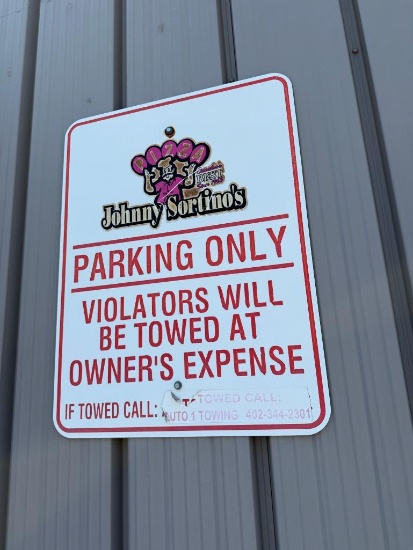 PIZZA
Johnny Sortino's
PARKING ONLY
VIOLATORS WILL
BE TOWED AT
OWNER'S EXPENSE
IF TOWED CALL: TOWED CALL:
AUTO 1 TOWING 402-344-2301